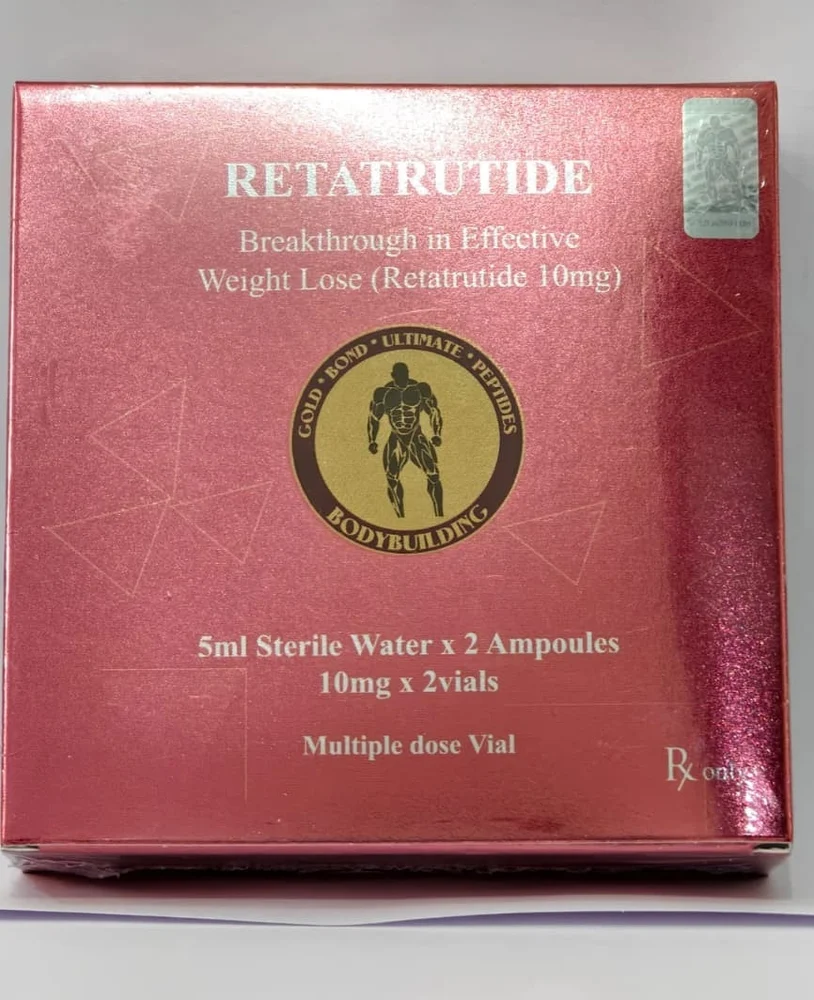 RETATRUTIDE
Breakthrough in Effective
Weight Lose (Retatrutide 10mg)
GOLD • BOND • ULTIMATE • PEPTIDES
BODYBUILDING
5ml Sterile Water x 2 Ampoules
10mg x 2vials
Multiple dose Vial
Rx